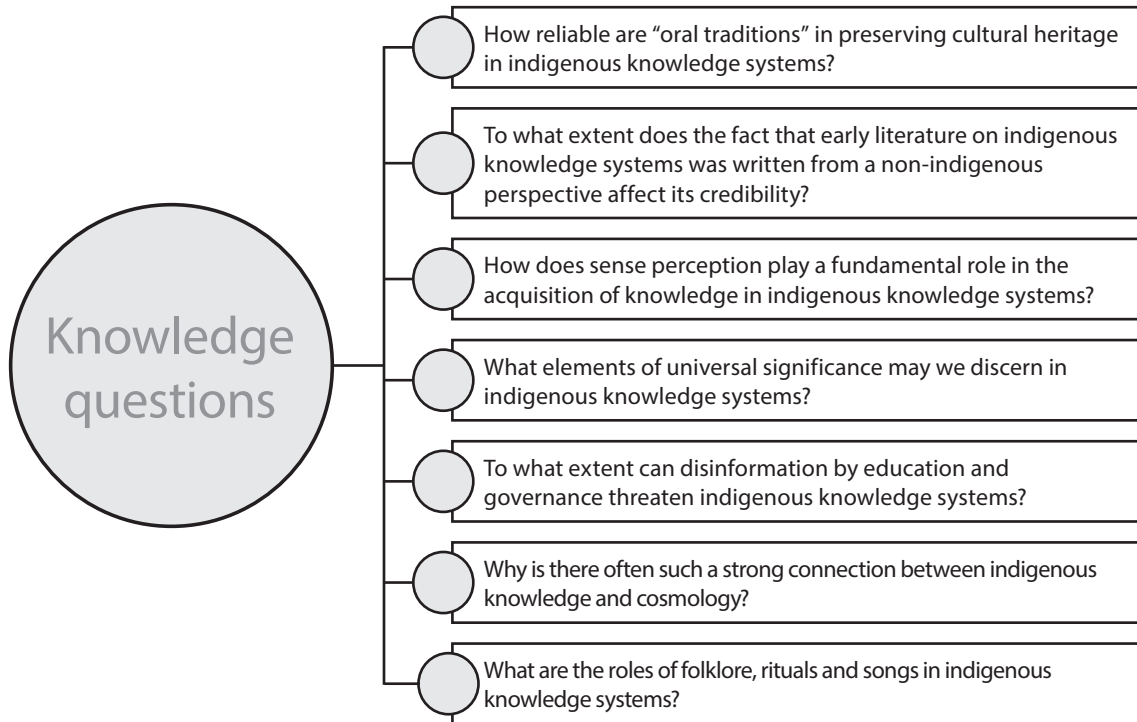 Knowledge
questions
How reliable are “oral traditions” in preserving cultural heritage
in indigenous knowledge systems?
To what extent does the fact that early literature on indigenous
knowledge systems was written from a non-indigenous
perspective affect its credibility?
How does sense perception play a fundamental role in the
acquisition of knowledge in indigenous knowledge systems?
What elements of universal significance may we discern in
indigenous knowledge systems?
To what extent can disinformation by education and
governance threaten indigenous knowledge systems?
Why is there often such a strong connection between indigenous
knowledge and cosmology?
What are the roles of folklore, rituals and songs in indigenous
knowledge systems?